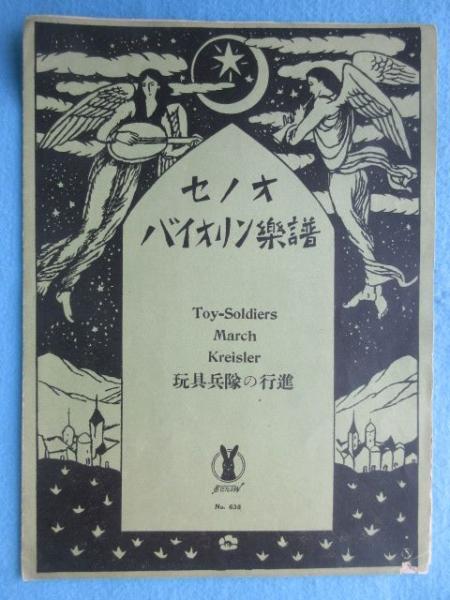 セノオ
バイオリン樂譜
Toy-Soldiers
March
Kreisler
玩具兵隊の行進
No. 638